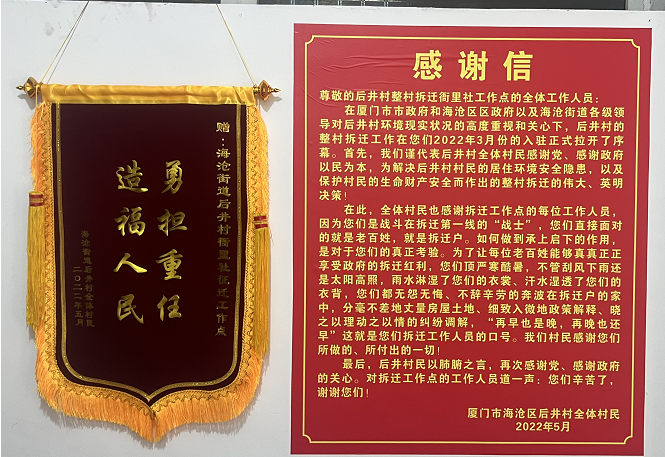 赠：海沧街道后井村衙里社征迁工作点
勇担重任
造福人民
海沧街道后井村全体村民
二〇二二年五月
感谢信
尊敬的后井村整村拆迁衙里社工作点的全体工作人员：
在厦门市市政府和海沧区区政府以及海沧街道各级领
导对后井村环境现实状况的高度重视和关心下，后井村的
整村拆迁工作在您们2022年3月份的入驻正式拉开了序
幕。首先，我们谨代表后井村全体村民感谢党、感谢政府
以民为本，为解决后井村村民的居住环境安全隐患，以及
保护村民的生命财产安全而作出的整村拆迁的伟大、英明
决策！
在此，全体村民也感谢拆迁工作点的每位工作人员，
因为们是战斗在拆迁第一线的“战士”，您们直接面对
的就是老百姓，就是拆迁户。如何做到承上启下的作用，
是对于您们的真正考验。为了让每位老百姓能够真真正正
享受政府的拆迁红利，您们顶严寒酷暑，不管刮风下雨还
是太阳高照，雨水淋湿了您们的衣裳、汗水湿透了您们的
衣背，您们都无怨无悔、不辞辛劳的奔波在拆迁户的家
中，分毫不差地丈量房屋土地、细致入微地政策解释、晓
之以理动之以情的纠纷调解，“再早也是晚，再晚也还
早”这就是您们拆迁工作人员的口号。我们村民感谢您们
所做的、所付出的一切！
最后，后井村民以肺腑之言，再次感谢党、感谢政府
的关心。对拆迁工作点的工作人员道一声：您们辛苦了，
谢谢您们！
厦门市海沧区后井村全体村民
2022年5月